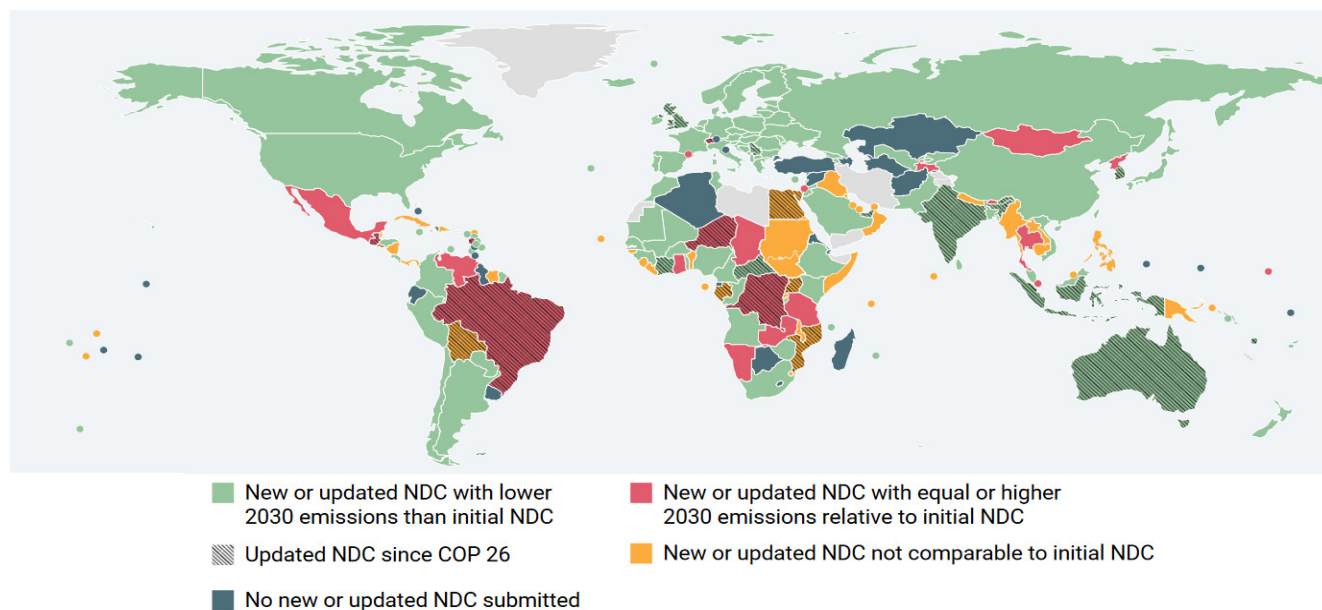 New or updated NDC with lower
2030 emissions than initial NDC
Updated NDC since COP 26
No new or updated NDC submitted
New or updated NDC with equal or higher
2030 emissions relative to initial NDC
New or updated NDC not comparable to initial NDC